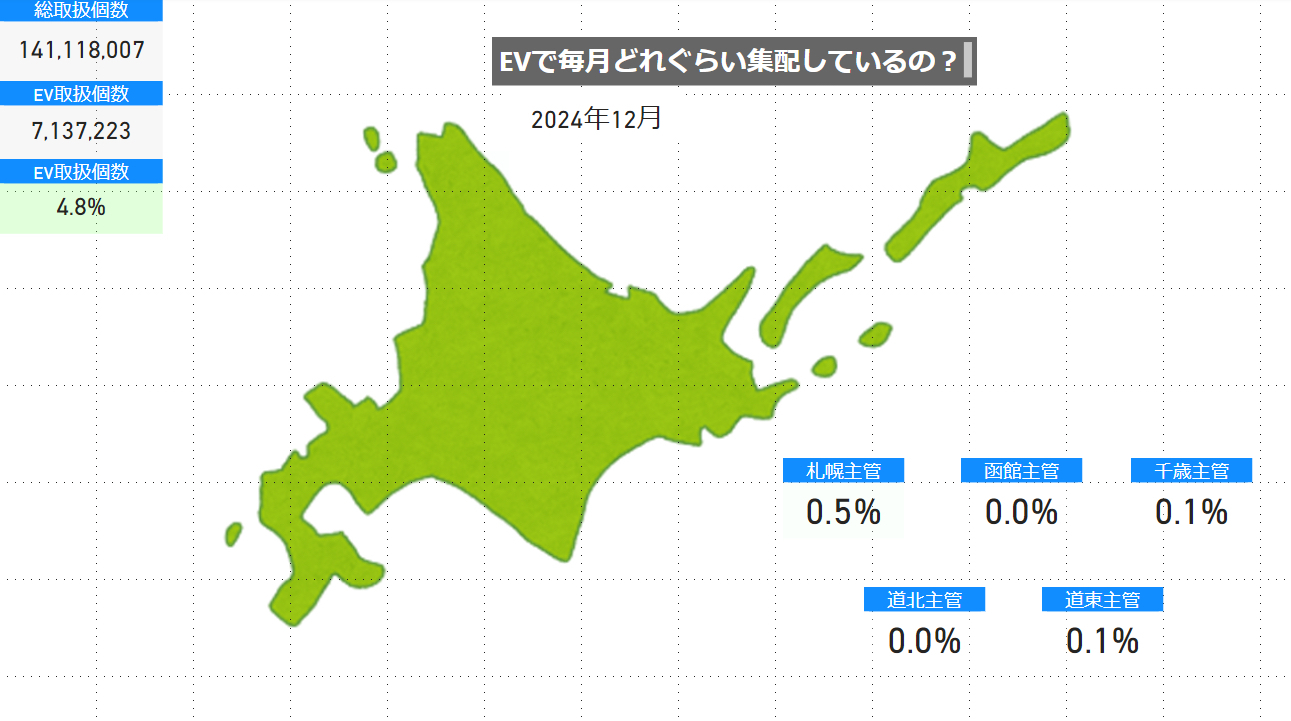 総取扱個数
141,118,007
EV取扱個数
7,137,223
EV取扱個数
4.8%
EVで毎月どれぐらい集配しているの？
2024年12月
札幌主管
0.5%
函館主管
0.0%
千歳主管
0.1%
道北主管
0.0%
道東主管
0.1%